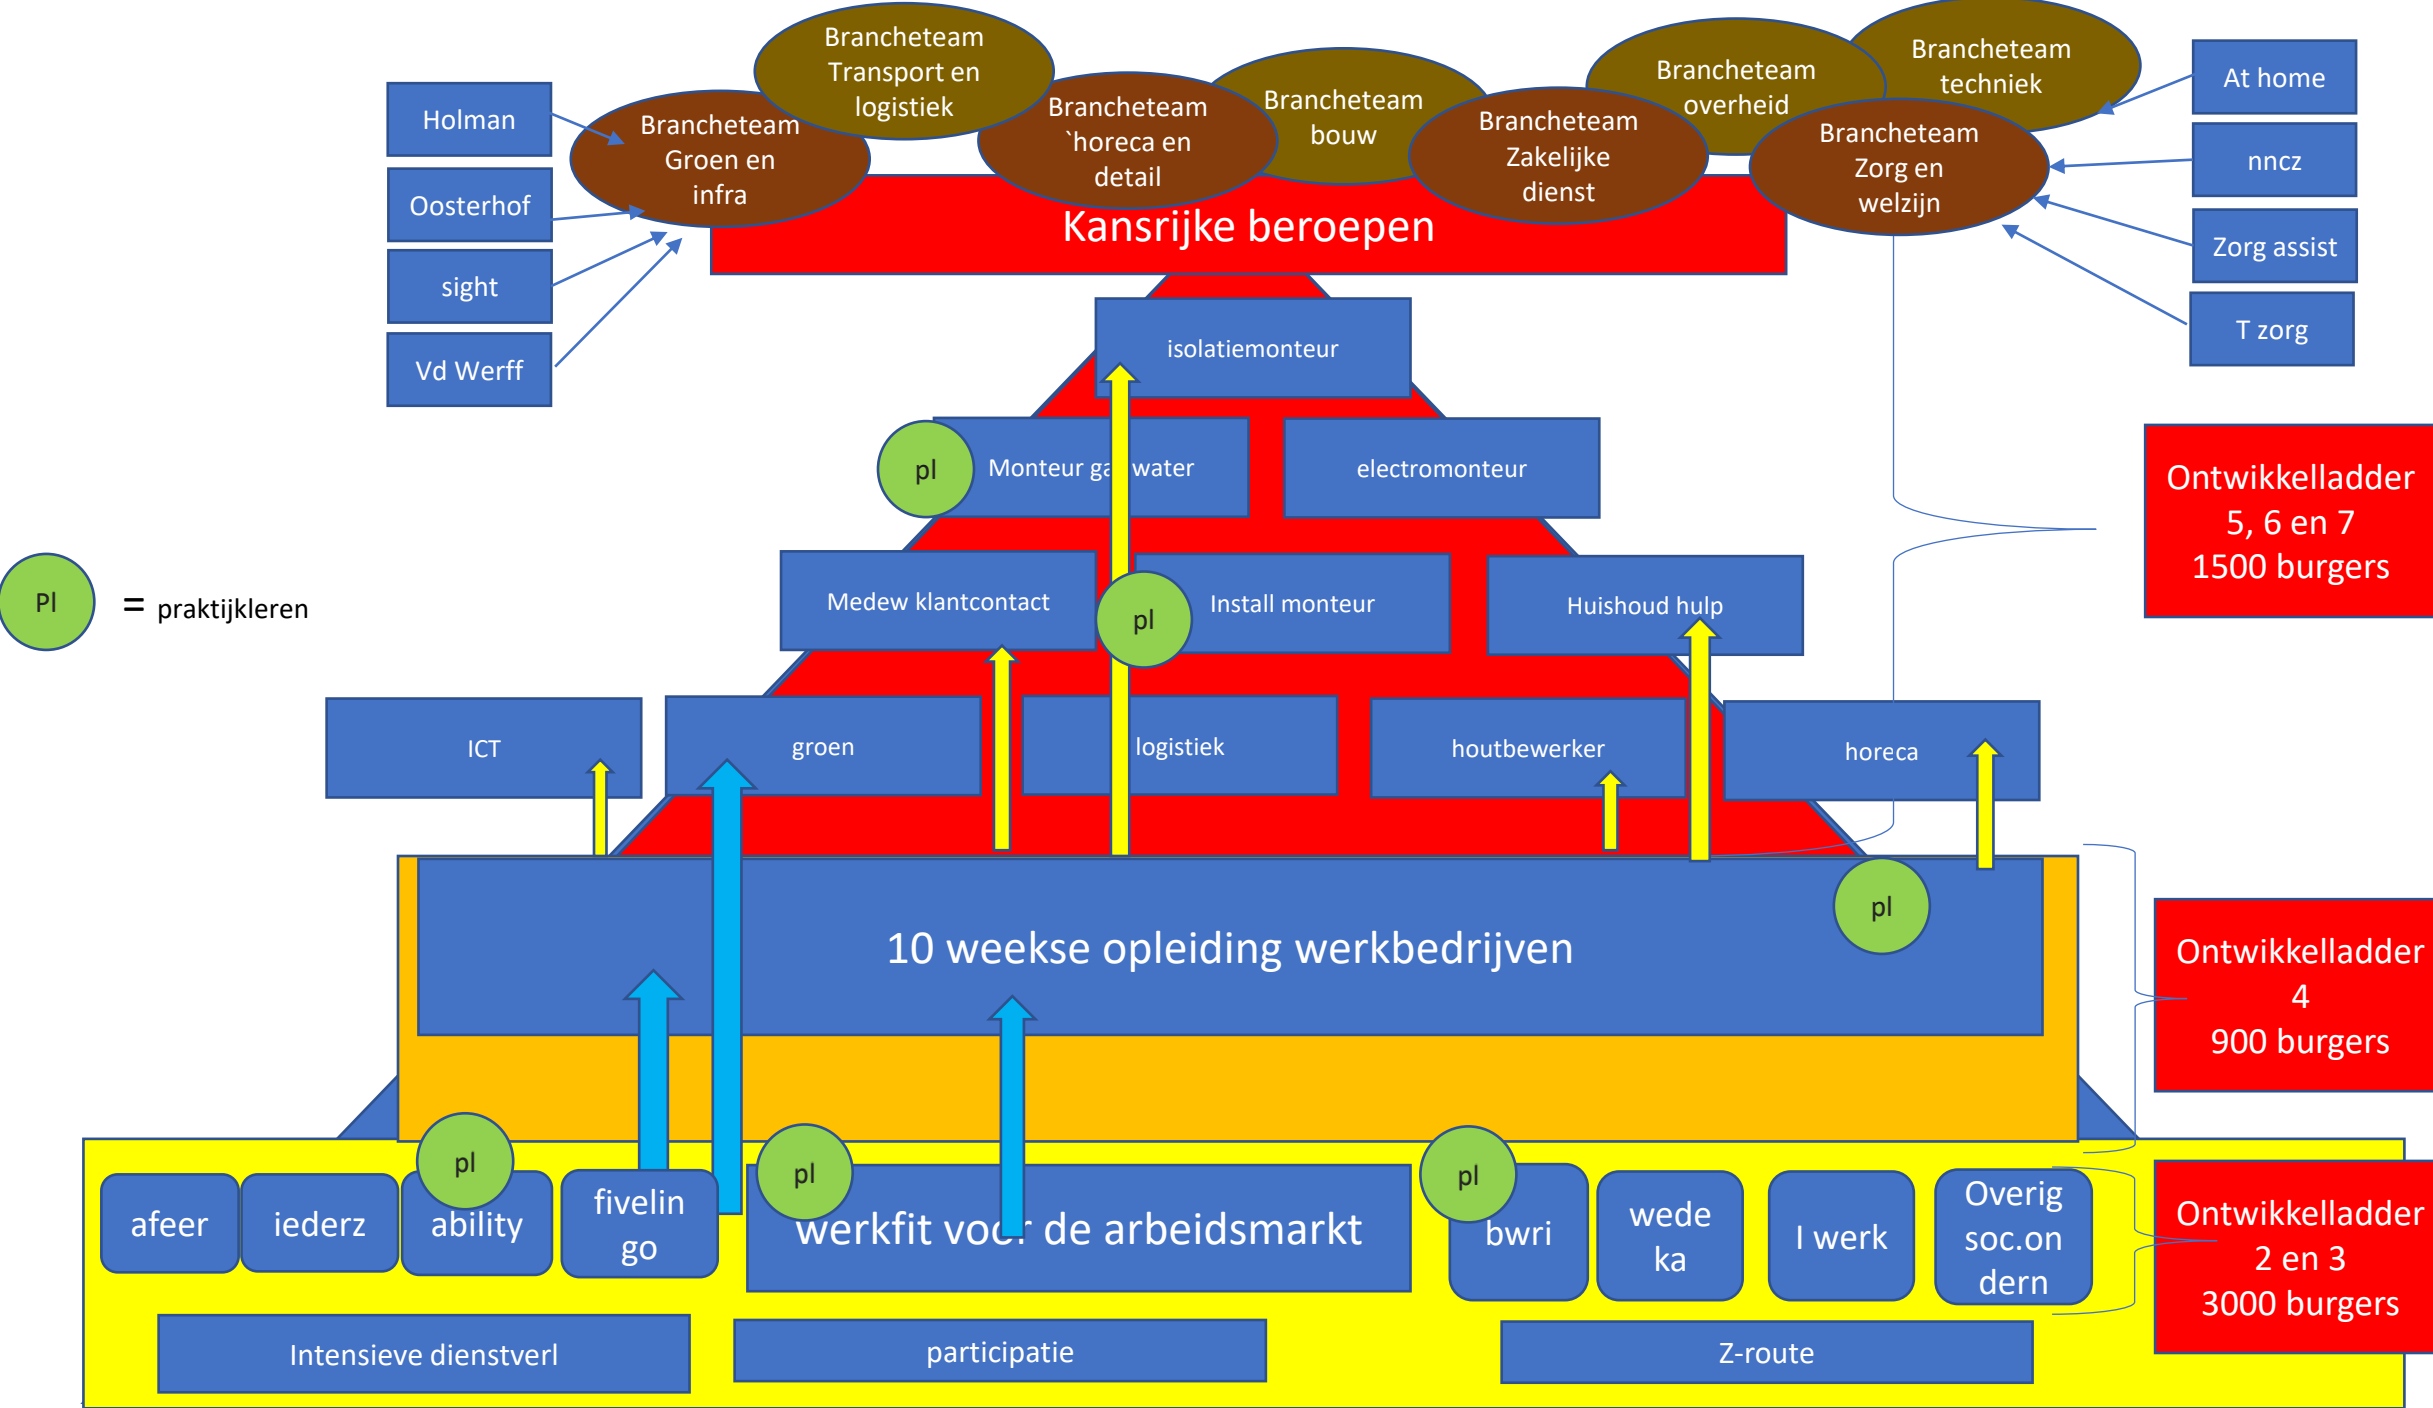 Brancheteam
Transport en
logistiek
Brancheteam
techniek
Brancheteam
overheid
Brancheteam
bouw
Brancheteam
Groen en
infra
Brancheteam
`horeca en
detail
Brancheteam
Zakelijke
dienst
Brancheteam
Zorg en
welzijn
Holman
Oosterhof
sight
Vd Werff
At home
nncz
Zorg assist
T zorg
Kansrijke beroepen
isolatiemonteur
pl
Monteur ga water
electromonteur
Ontwikkelladder
5, 6 en 7
1500 burgers
Pl
= praktijkleren
Medew klantcontact
pl
Install monteur
Huishoud hulp
ICT
groen
logistiek
houtbewerker
horeca
pl
10 weekse opleiding werkbedrijven
Ontwikkelladder
4
900 burgers
pl
pl
pl
afeer
iederz
ability
fivelin
go
werkfit voor de arbeidsmarkt
bwri
wede
ka
I werk
Overig
soc.on
dern
Ontwikkelladder
2 en 3
3000 burgers
Intensieve dienstverl
participatie
Z-route